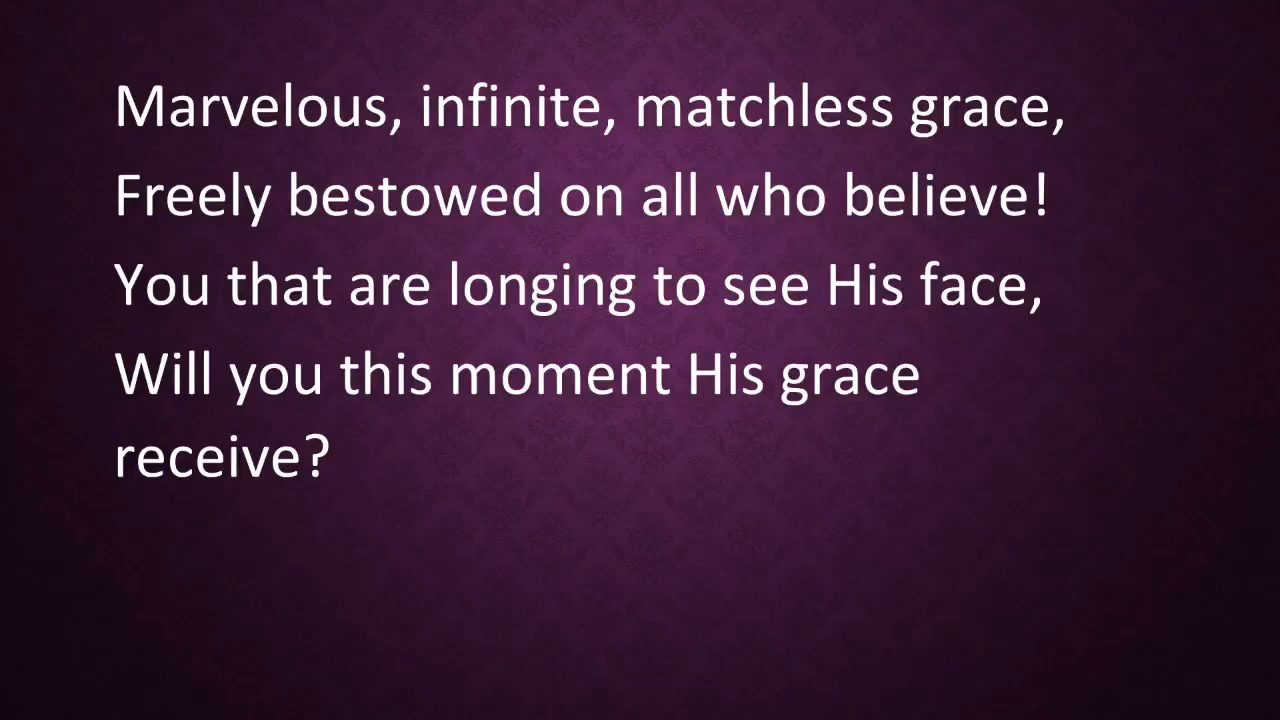 Marvelous, infinite, matchless grace,
Freely bestowed on all who believe!
You that are longing to see His face,
Will you this moment His grace
receive?